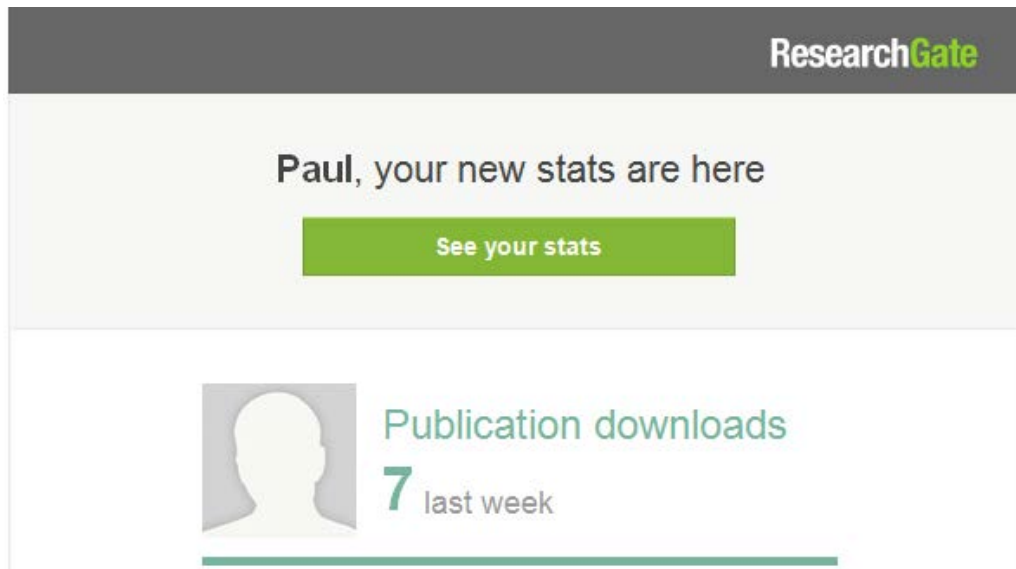 ResearchGate
Paul, your new stats are here
See your stats
Publication downloads
7 last week